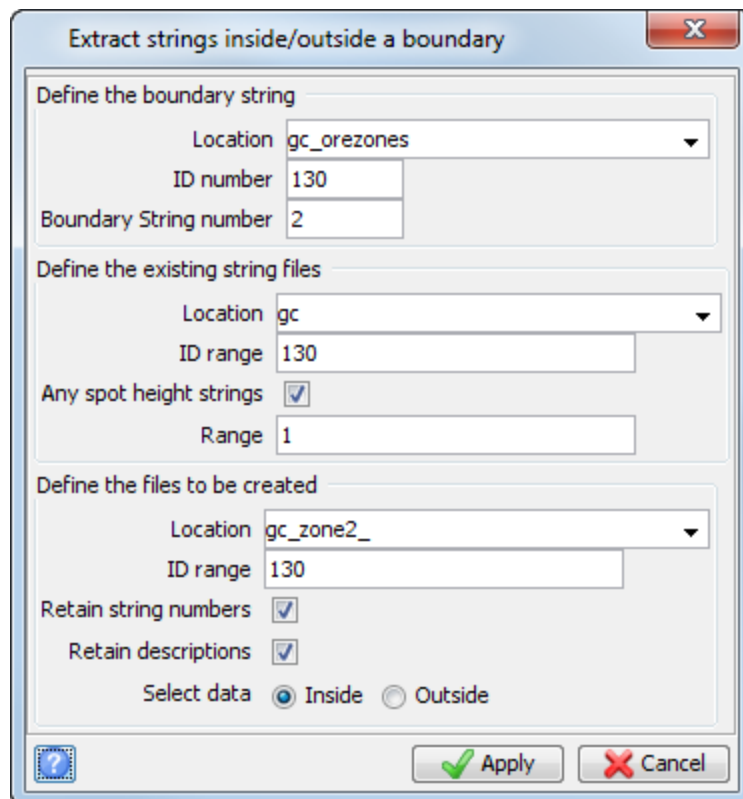 Extract strings inside/outside a boundary
Define the boundary string
Location gc_orezones
ID number 130
Boundary String number 2
Define the existing string files
Location gc
ID range 130
Any spot height strings
Range 1
Define the files to be created
Location gc_zone2_
ID range 130
Retain string numbers
Retain descriptions
Select data Inside Outside
? Apply Cancel